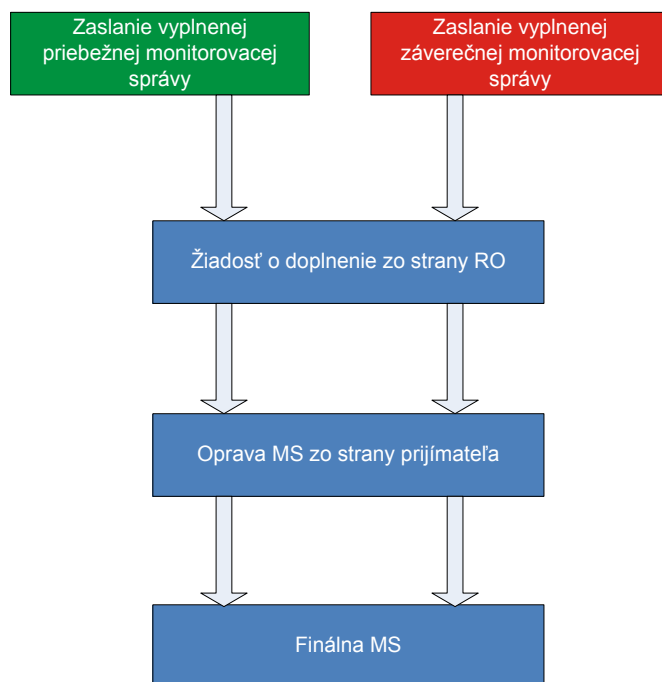 Zaslanie vyplnenej
priebežnej monitorovacej
správy
Zaslanie vyplnenej
záverečnej monitorovacej
správy
Žiadosť o doplnenie zo strany RO
Oprava MS zo strany prijímateľa
Finálna MS